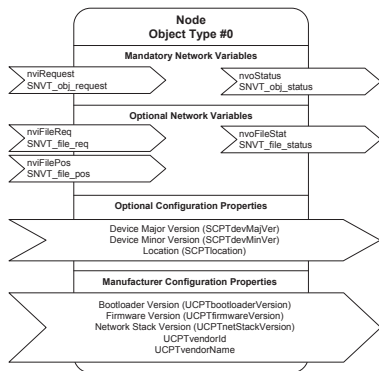 Node
Object Type #0
Mandatory Network Variables
nviRequest
SNVT_obj_request
nvoStatus
SNVT_obj_status
Optional Network Variables
nviFileReq
SNVT_file_req
nvoFileStat
SNVT_file_status
nviFilePos
SNVT_file_pos
Optional Configuration Properties
Device Major Version (SCPTdevMajVer)
Device Minor Version (SCPTdevMinVer)
Location (SCPTlocation)
Manufacturer Configuration Properties
Bootloader Version (UCPTbootloaderVersion)
Firmware Version (UCPTfirmwareVersion)
Network Stack Version (UCPTnetStackVersion)
UCPTvendorId
UCPTvendorName